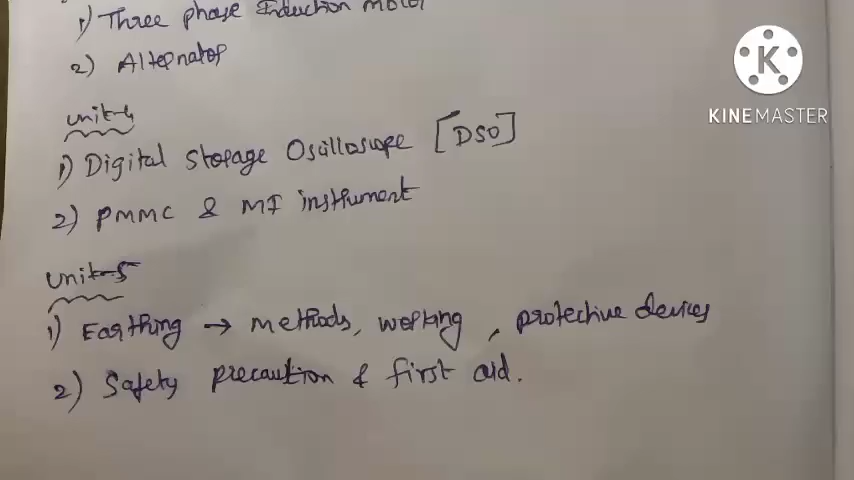 1) Three phase Induction Motor
2) Alternator
unit-4
1) Digital Storage Oscilloscope [DSO]
2) PMMC & MI instrument
unit-5
1) Earthing → methods, working, protective devices
2) Safety precaution & first aid.
K
KINEMASTER